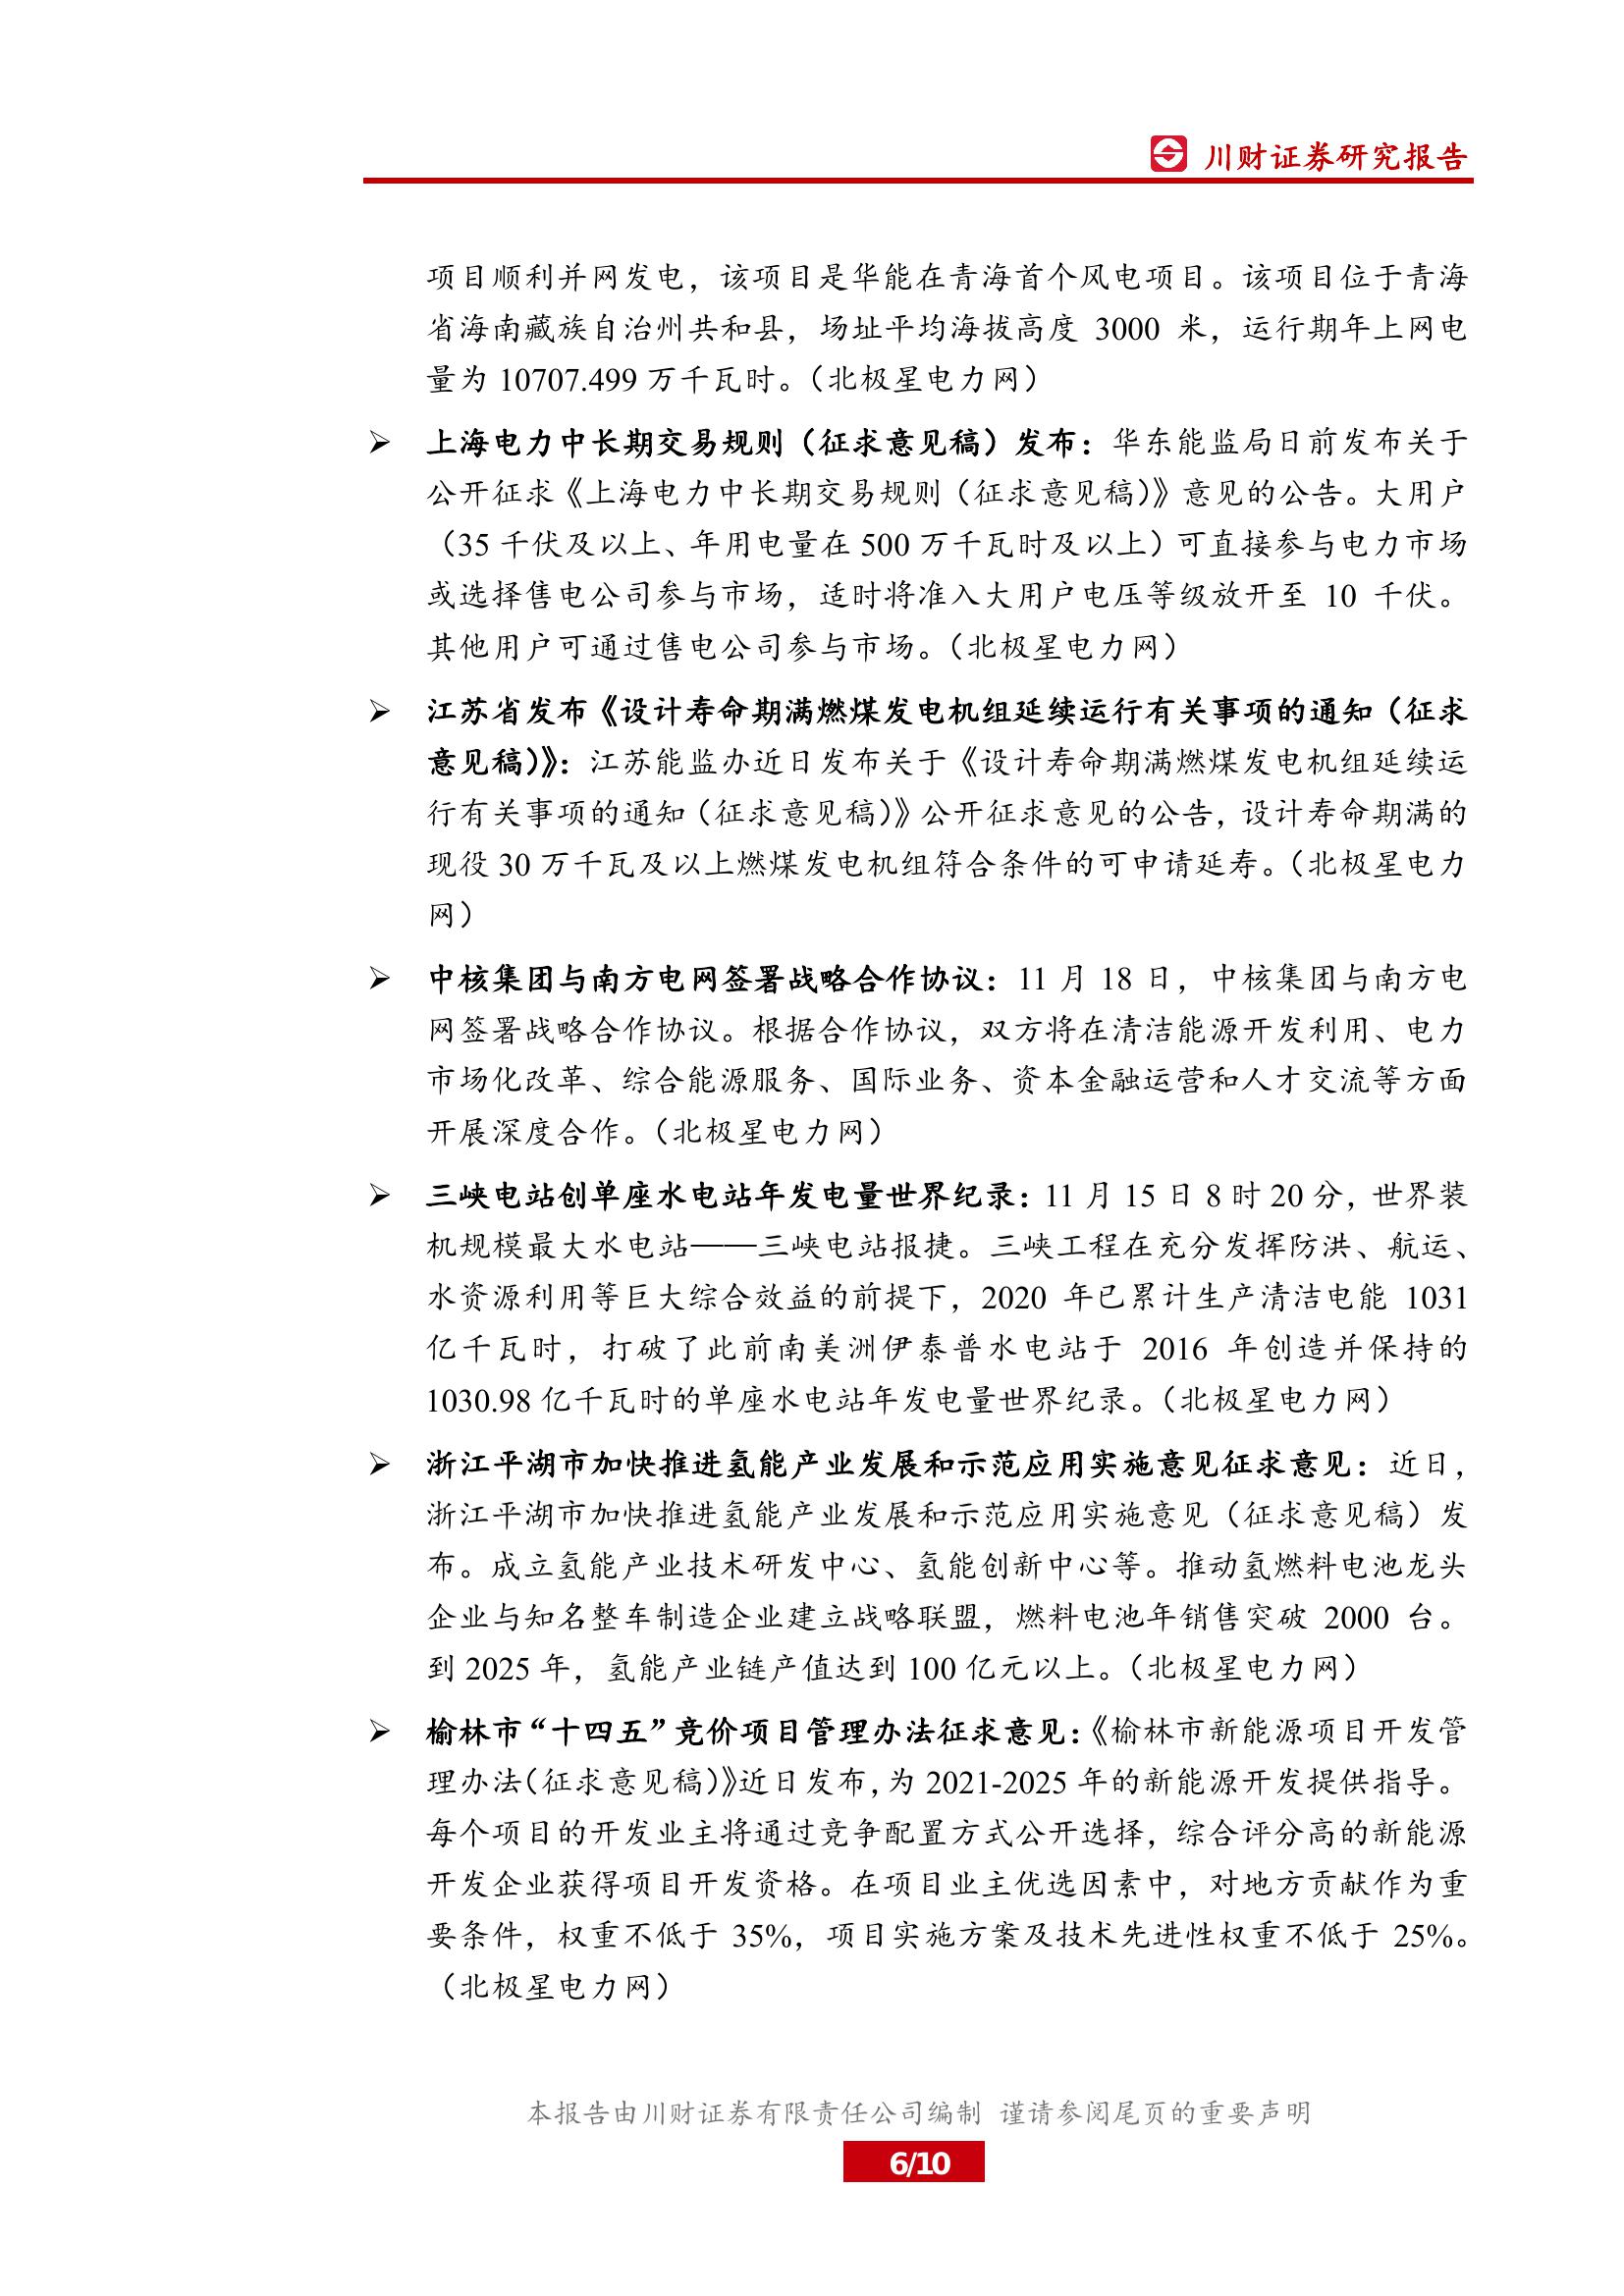 川财证券研究报告
项目顺利并网发电，该项目是华能在青海首个风电项目。该项目位于青海
省海南藏族自治州共和县，场址平均海拔高度 3000 米，运行期年上网电
量为 10707.499 万千瓦时。（北极星电力网）
➢ 上海电力中长期交易规则（征求意见稿）发布：华东能监局日前发布关于
公开征求《上海电力中长期交易规则（征求意见稿）》意见的公告。大用户
（35 千伏及以上、年用电量在 500 万千瓦时及以上）可直接参与电力市场
或选择售电公司参与市场，适时将准入大用户电压等级放开至 10 千伏。
其他用户可通过售电公司参与市场。（北极星电力网）
➢ 江苏省发布《设计寿命期满燃煤发电机组延续运行有关事项的通知（征求
意见稿）》：江苏能监办近日发布关于《设计寿命期满燃煤发电机组延续运
行有关事项的通知（征求意见稿）》公开征求意见的公告，设计寿命期满的
现役 30 万千瓦及以上燃煤发电机组符合条件的可申请延寿。（北极星电力
网）
➢ 中核集团与南方电网签署战略合作协议：11 月 18 日，中核集团与南方电
网签署战略合作协议。根据合作协议，双方将在清洁能源开发利用、电力
市场化改革、综合能源服务、国际业务、资本金融运营和人才交流等方面
开展深度合作。（北极星电力网）
➢ 三峡电站创单座水电站年发电量世界纪录：11 月 15 日 8 时 20 分，世界装
机规模最大水电站——三峡电站报捷。三峡工程在充分发挥防洪、航运、
水资源利用等巨大综合效益的前提下，2020 年已累计生产清洁电能 1031
亿千瓦时，打破了此前南美洲伊泰普水电站于 2016 年创造并保持的
1030.98 亿千瓦时的单座水电站年发电量世界纪录。（北极星电力网）
➢ 浙江平湖市加快推进氢能产业发展和示范应用实施意见征求意见：近日，
浙江平湖市加快推进氢能产业发展和示范应用实施意见（征求意见稿）发
布。成立氢能产业技术研发中心、氢能创新中心等。推动氢燃料电池龙头
企业与知名整车制造企业建立战略联盟，燃料电池年销售突破 2000 台。
到 2025 年，氢能产业链产值达到 100 亿元以上。（北极星电力网）
➢ 榆林市“十四五”竞价项目管理办法征求意见：《榆林市新能源项目开发管
理办法（征求意见稿）》近日发布，为 2021-2025 年的新能源开发提供指导。
每个项目的开发业主将通过竞争配置方式公开选择，综合评分高的新能源
开发企业获得项目开发资格。在项目业主优选因素中，对地方贡献作为重
要条件，权重不低于 35%，项目实施方案及技术先进性权重不低于 25%。
（北极星电力网）
本报告由川财证券有限责任公司编制 谨请参阅尾页的重要声明
6/10